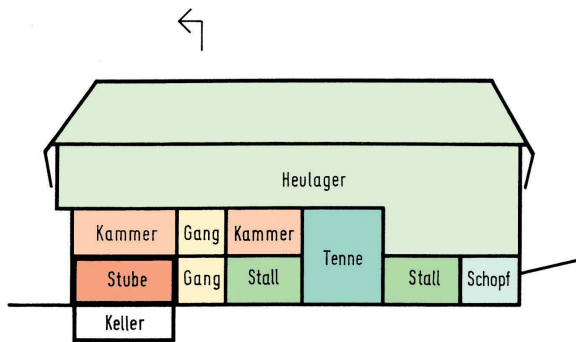 Heulager
Kammer Gang Kammer
Tenne
Stube Gang Stall Stall Schopf
Keller